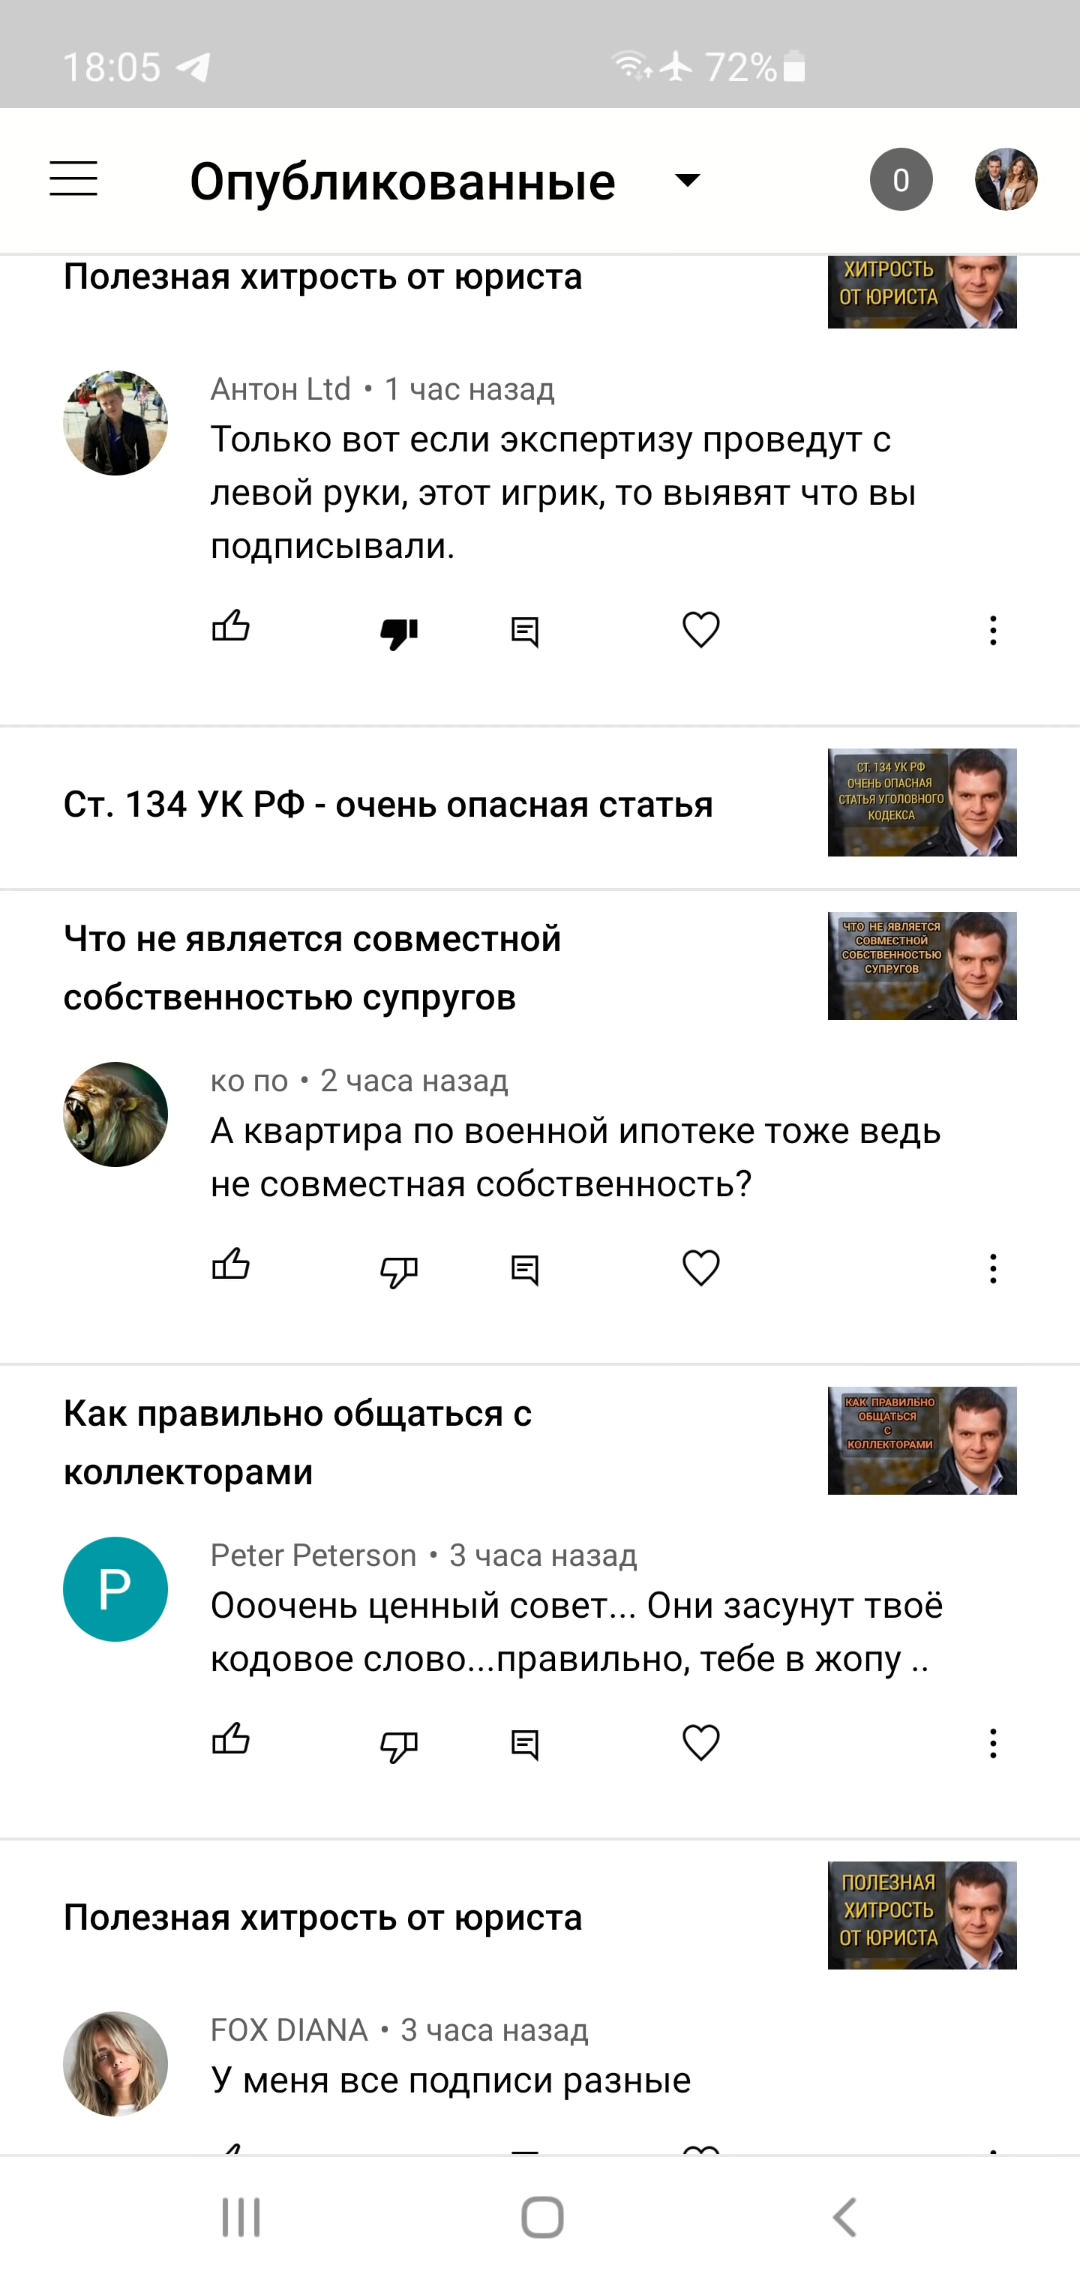 18:05
72%
Опубликованные
0
Полезная хитрость от юриста
ХИТРОСТЬ
ОТ ЮРИСТА
Антон Ltd • 1 час назад
Только вот если экспертизу проведут с
левой руки, этот игрик, то выявят что вы
подписывали.
Ст. 134 УК РФ - очень опасная статья
СТ. 134 УК РФ
ОЧЕНЬ ОПАСНАЯ
СТАТЬЯ УГОЛОВНОГО
КОДЕКСА
Что не является совместной
собственностью супругов
ЧТО НЕ ЯВЛЯЕТСЯ
СОВМЕСТНОЙ
СОБСТВЕННОСТЬЮ
СУПРУГОВ
ко по • 2 часа назад
А квартира по военной ипотеке тоже ведь
не совместная собственность?
Как правильно общаться с
коллекторами
КАК ПРАВИЛЬНО
ОБЩАТЬСЯ
С
КОЛЛЕКТОРАМИ
P
Peter Peterson • 3 часа назад
Ооочень ценный совет... Они засунут твоё
кодовое слово...правильно, тебе в жопу ..
Полезная хитрость от юриста
ПОЛЕЗНАЯ
ХИТРОСТЬ
ОТ ЮРИСТА
FOX DIANA • 3 часа назад
У меня все подписи разные